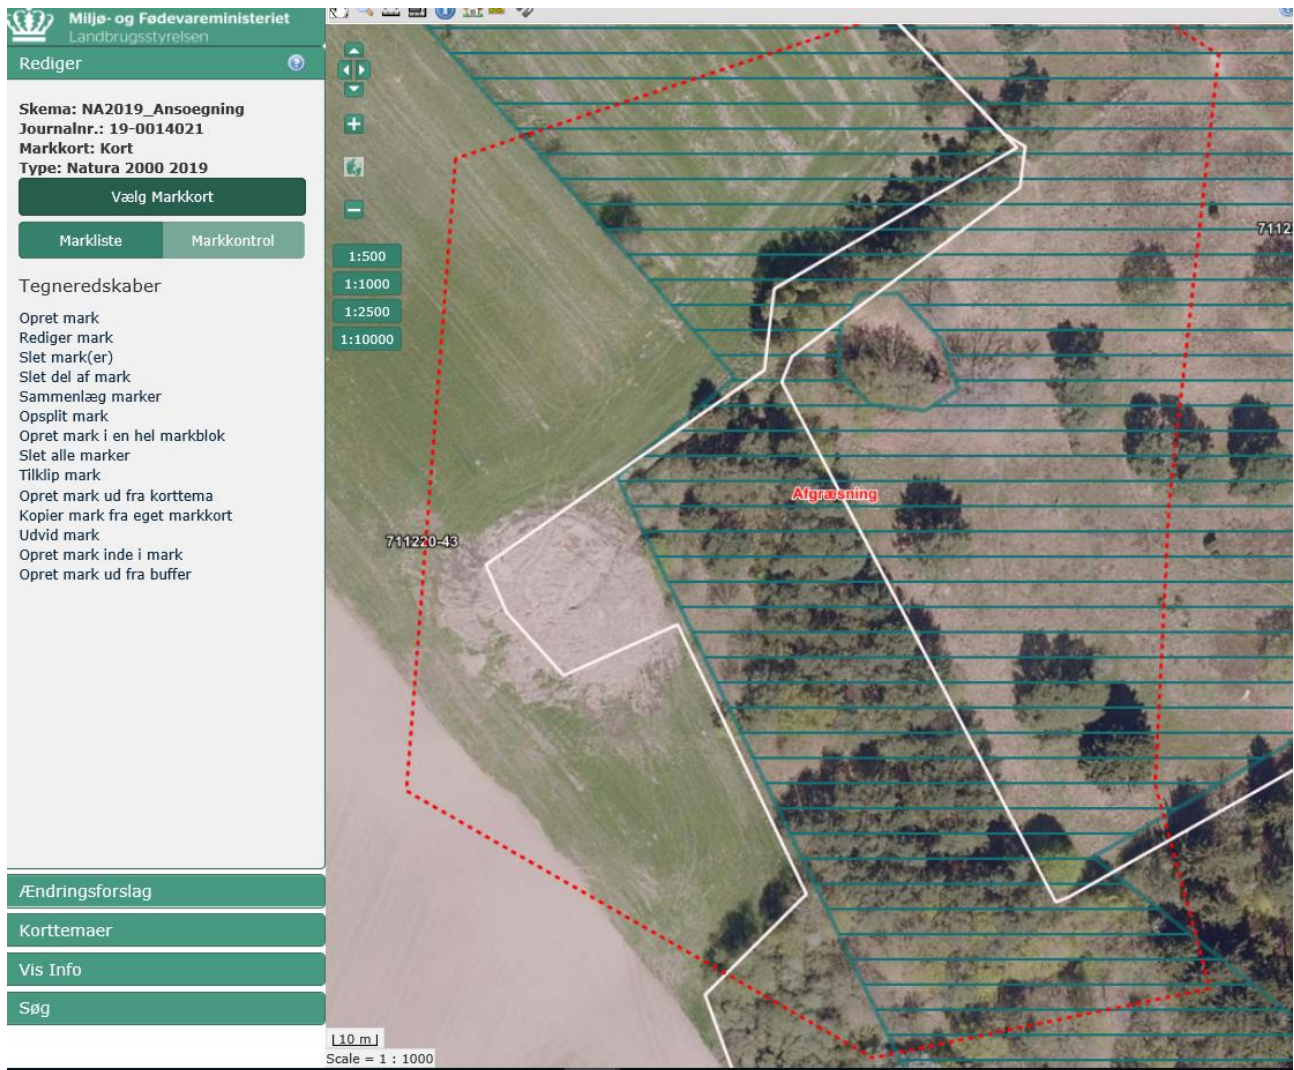 Miljø- og Fødevareministeriet
Landbrugsstyrelsen
Rediger
Skema: NA2019_Ansoegning
Journalnr.: 19-0014021
Markkort: Kort
Type: Natura 2000 2019
Vælg Markkort
Markliste
Markkontrol
Tegneredskaber
Opret mark
Rediger mark
Slet mark(er)
Slet del af mark
Sammenlæg marker
Opsplit mark
Opret mark i en hel markblok
Slet alle marker
Tilklip mark
Opret mark ud fra korttema
Kopier mark fra eget markkort
Udvid mark
Opret mark inde i mark
Opret mark ud fra buffer
Ændringsforslag
Korttemaer
Vis Info
Søg
1:500
1:1000
1:2500
1:10000
7112
Afgræsning
711220-43
10 m
Scale = 1 : 1000